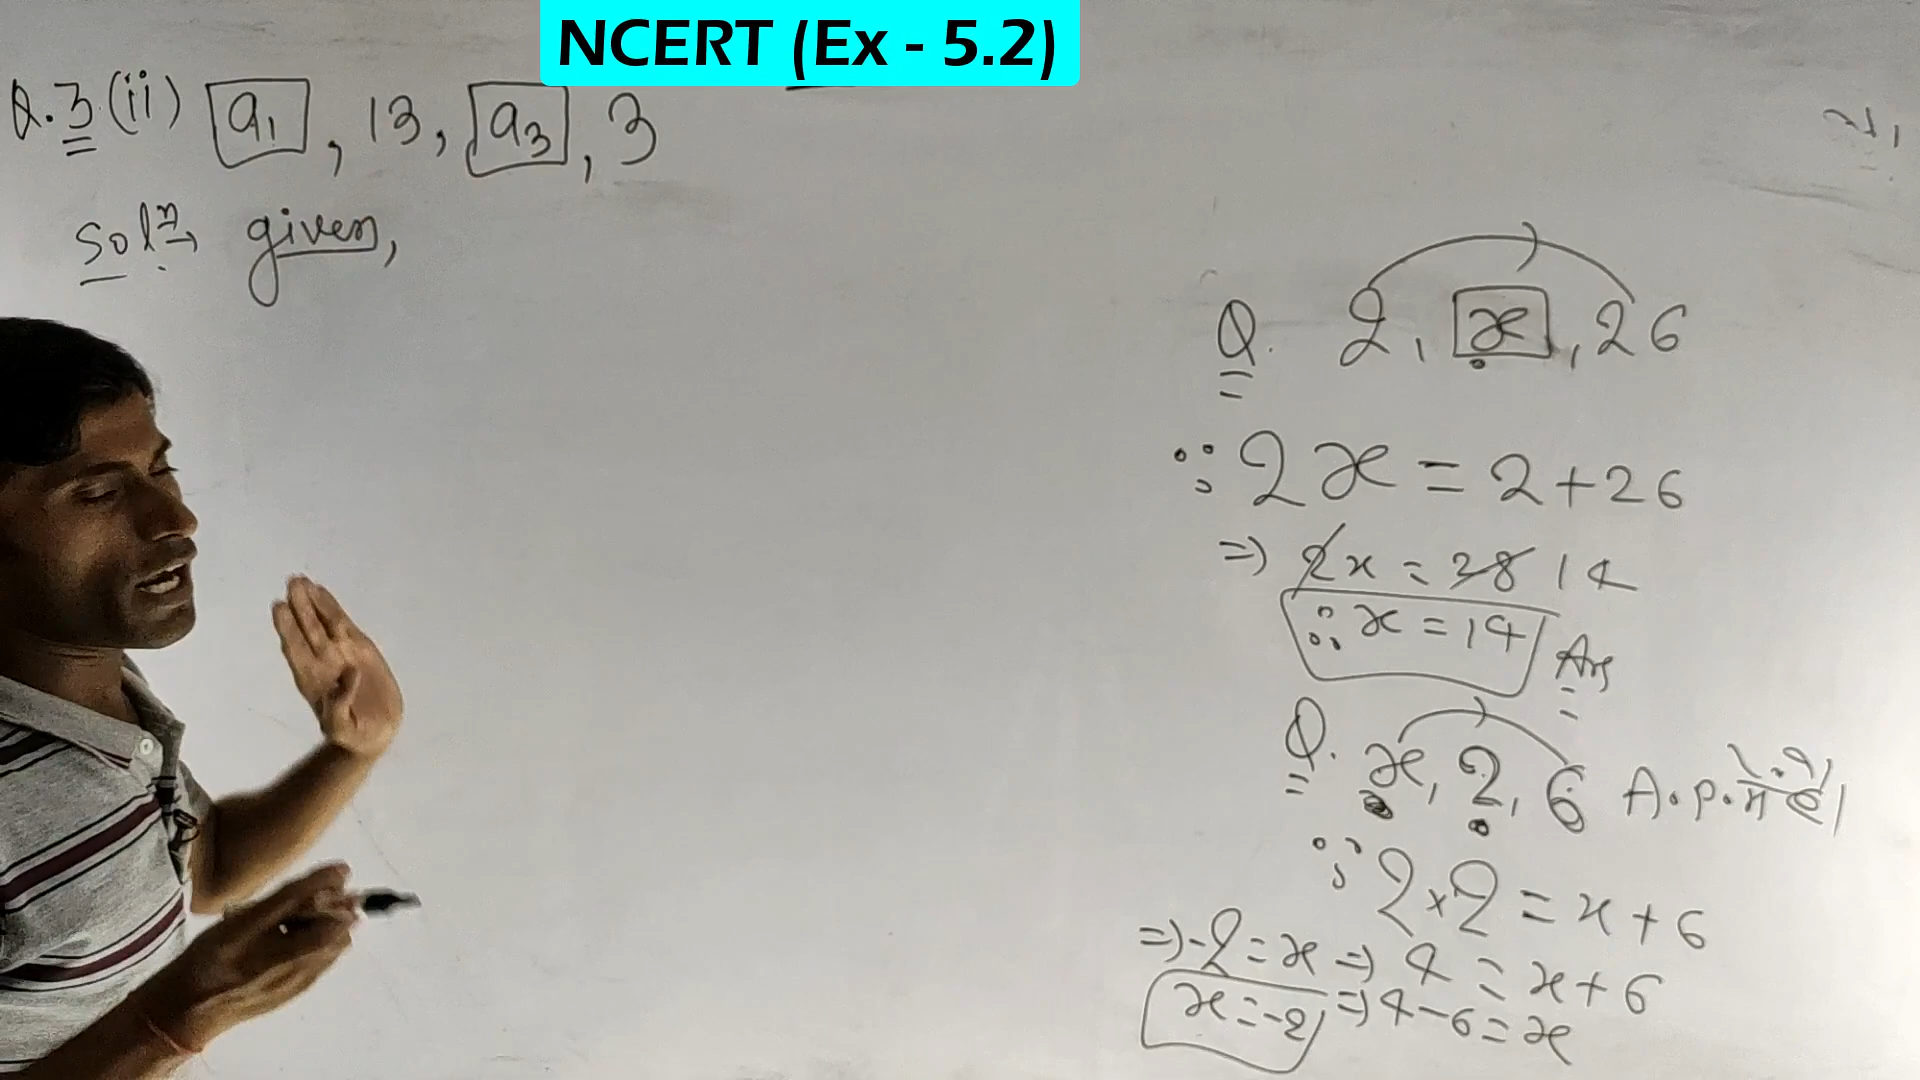 NCERT (Ex - 5.2)
Q.3 (ii) a₁, 13, a₃, 3
Solⁿ→ given,
Q. 2, x, 26
∵ 2x = 2+26
⇒ 2x = 28 14
∴ x = 14 Ans
Q. x, 2, 6 A.P. में है।
∵ 2×2 = x+6
⇒ 4 = x+6
⇒ 4-6 = x
⇒ -2 = x
x = -2